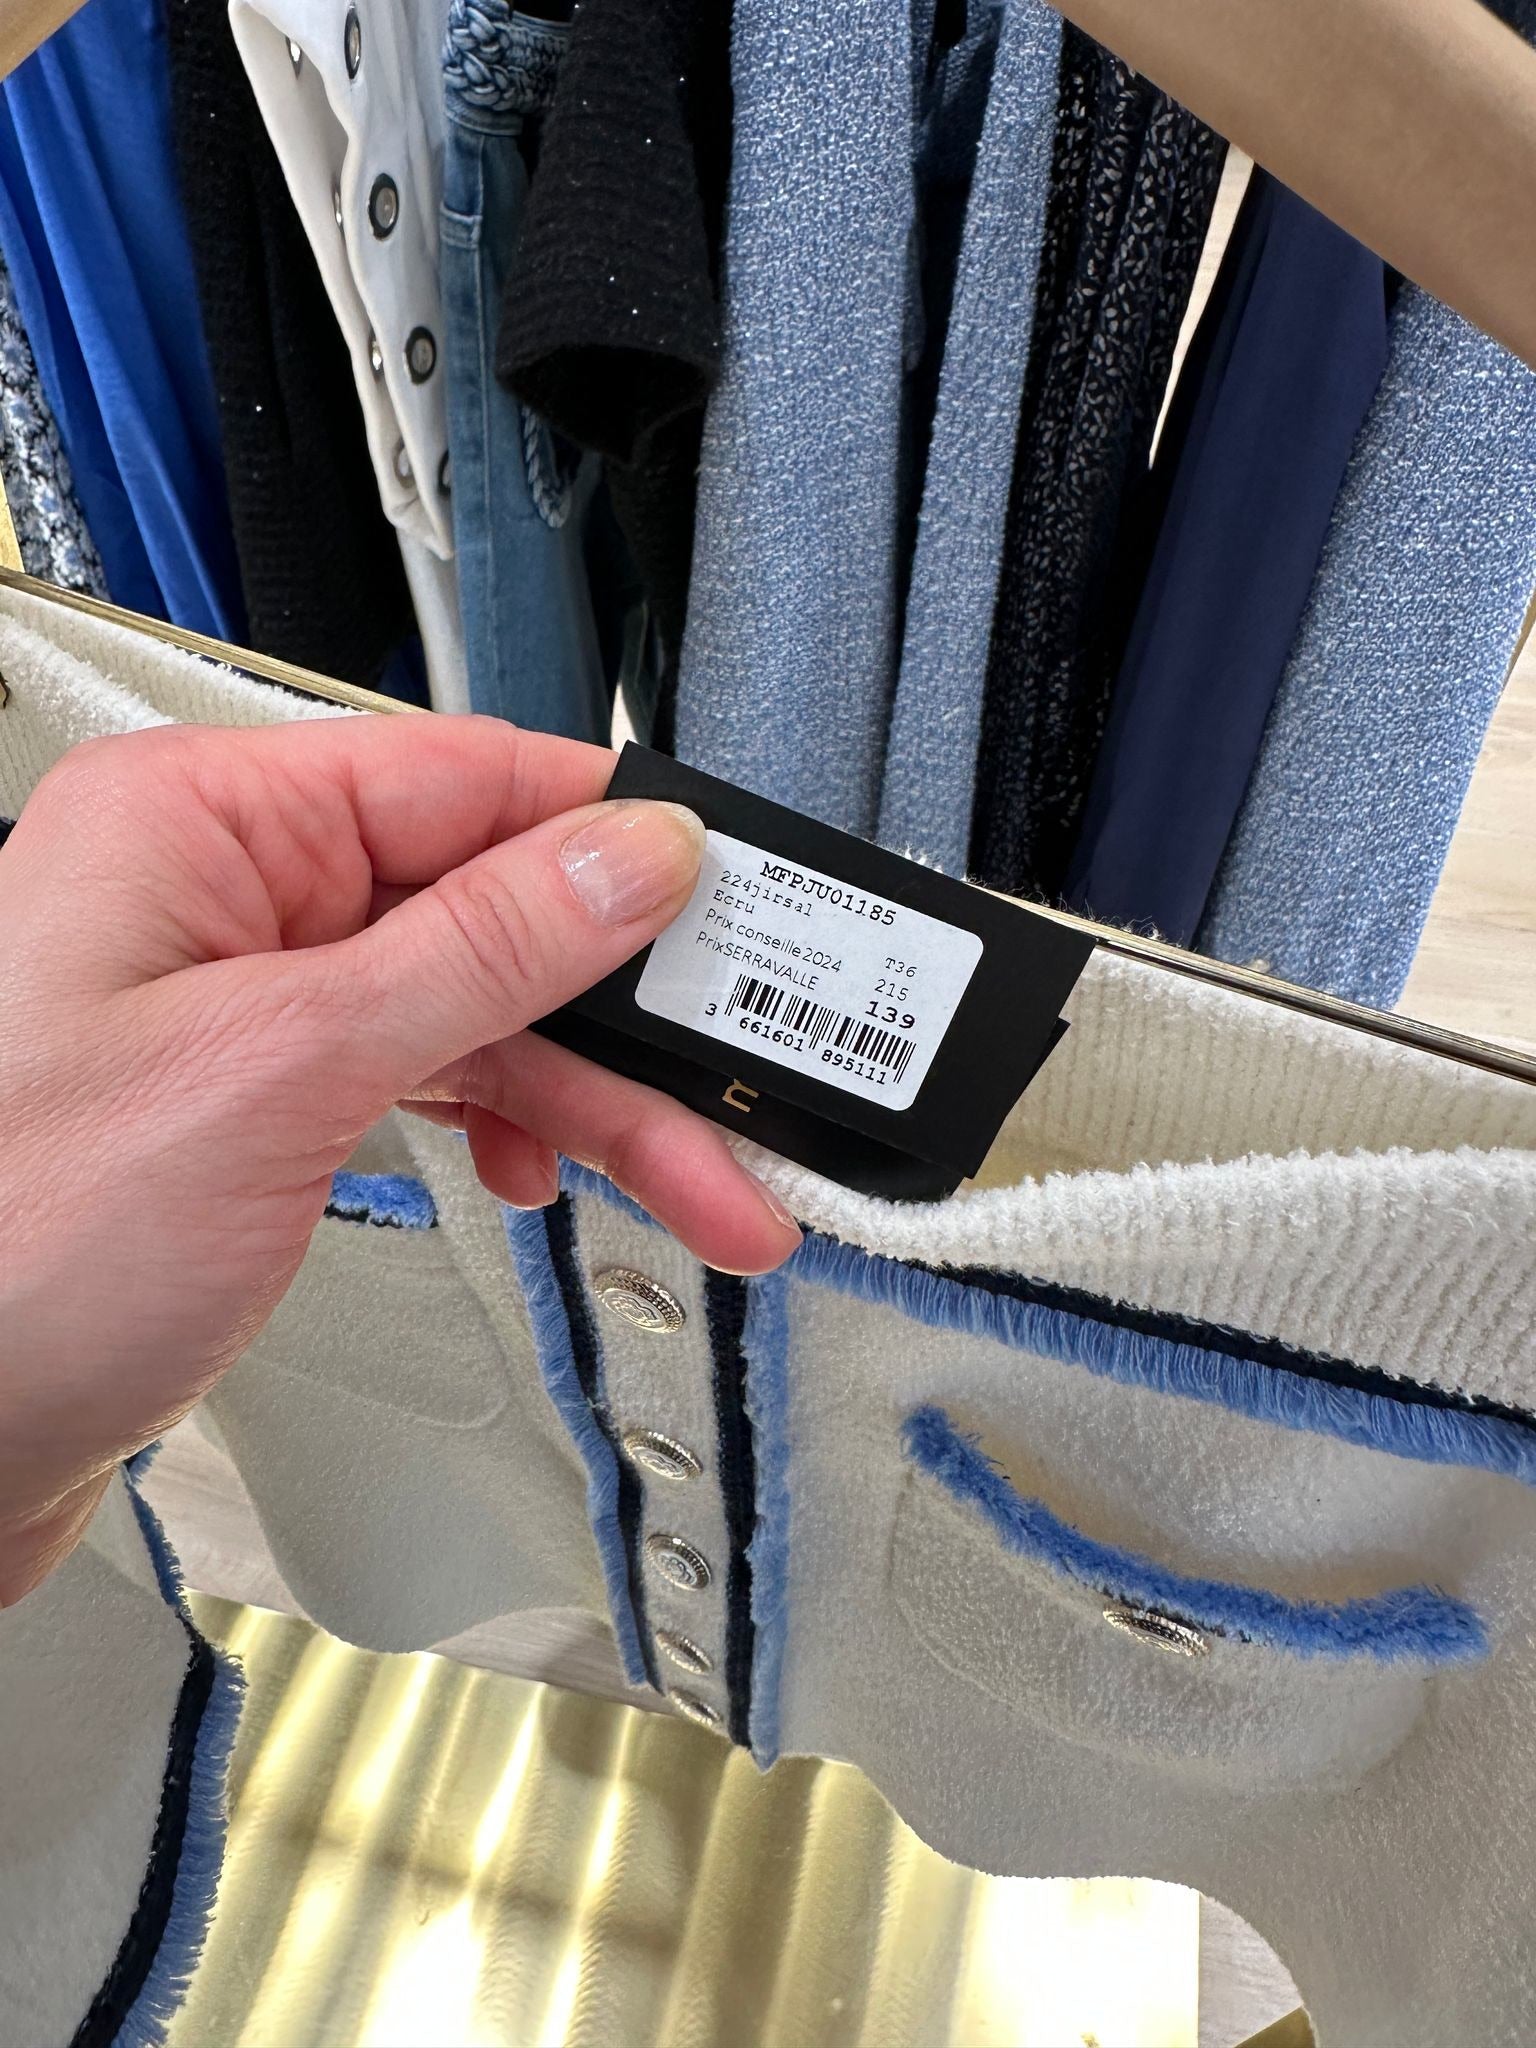 MFPJU01185
224jirsal
Ecru T36
Prix conseille 2024 215
PrixSERRAVALLE 139
3 661601 895111